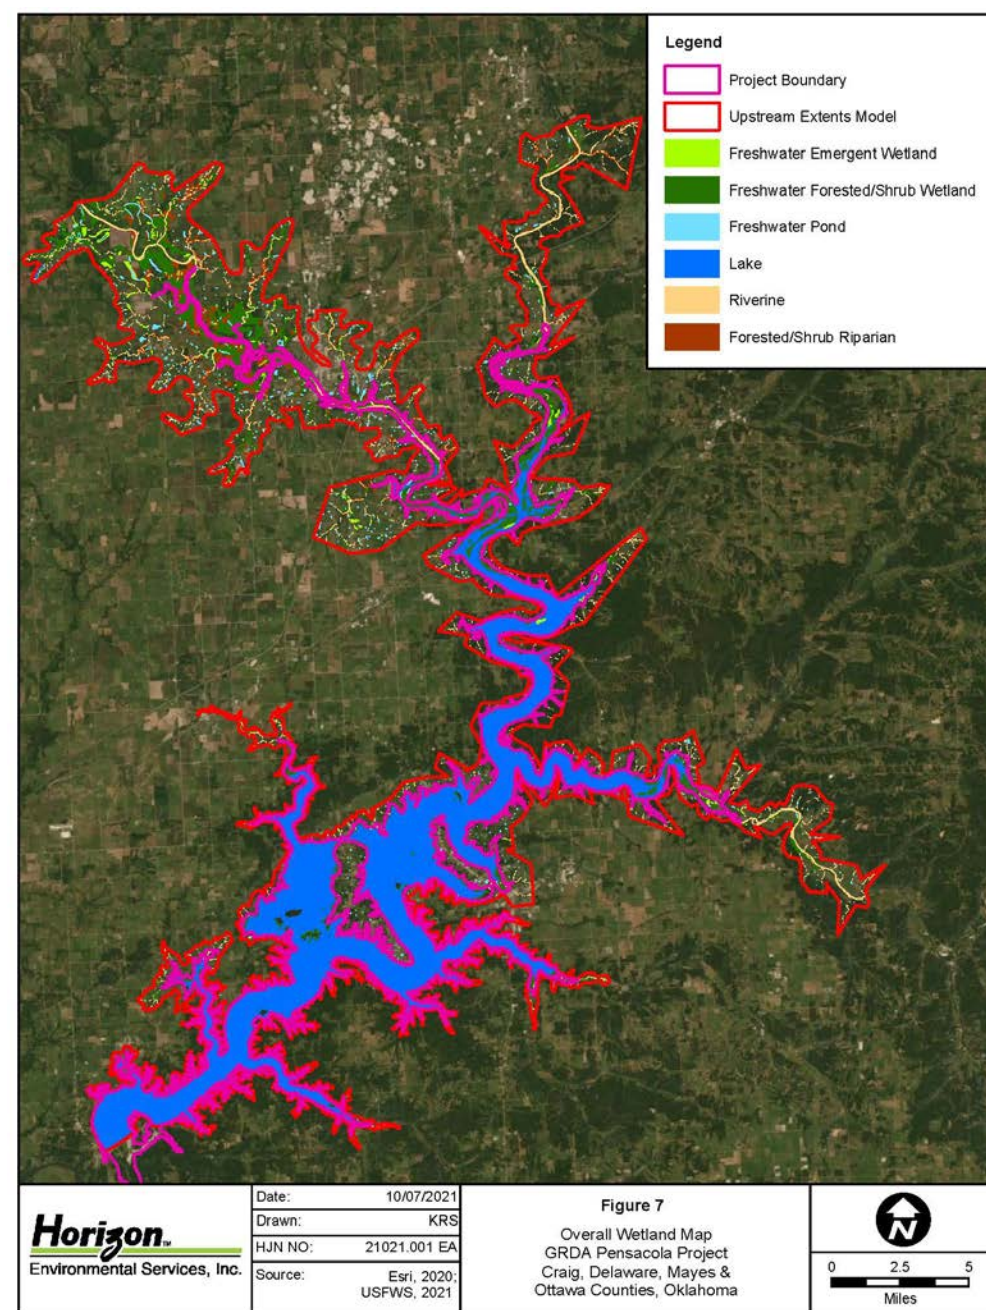 Legend
Project Boundary
Upstream Extents Model
Freshwater Emergent Wetland
Freshwater Forested/Shrub Wetland
Freshwater Pond
Lake
Riverine
Forested/Shrub Riparian
Horizon™
Environmental Services, Inc.
Date: 10/07/2021
Drawn: KRS
HJN NO: 21021.001 EA
Source: Esri, 2020;
USFWS, 2021
Figure 7
Overall Wetland Map
GRDA Pensacola Project
Craig, Delaware, Mayes &
Ottawa Counties, Oklahoma
N
0 2.5 5
Miles